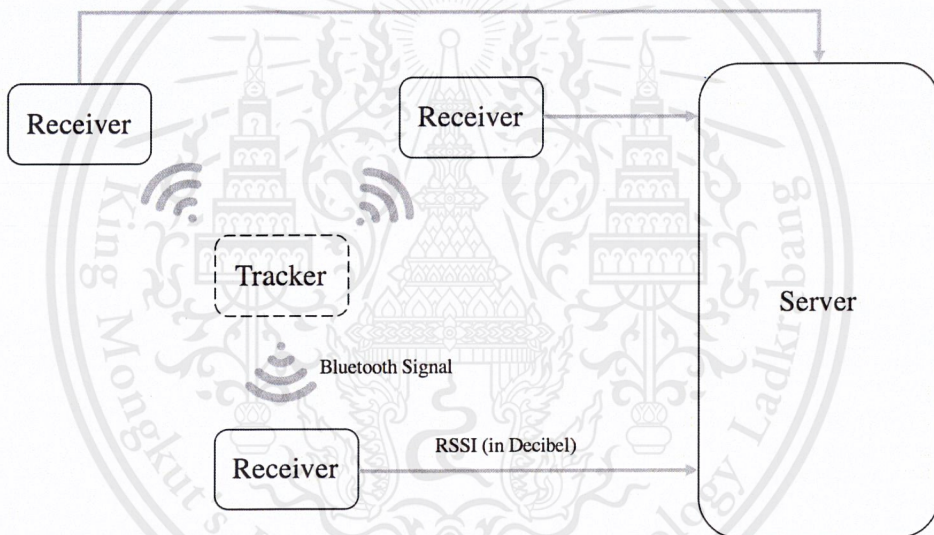 Receiver
Receiver
Tracker
Server
Bluetooth Signal
RSSI (in Decibel)
Receiver
King Mongkut's
Ladkrabang